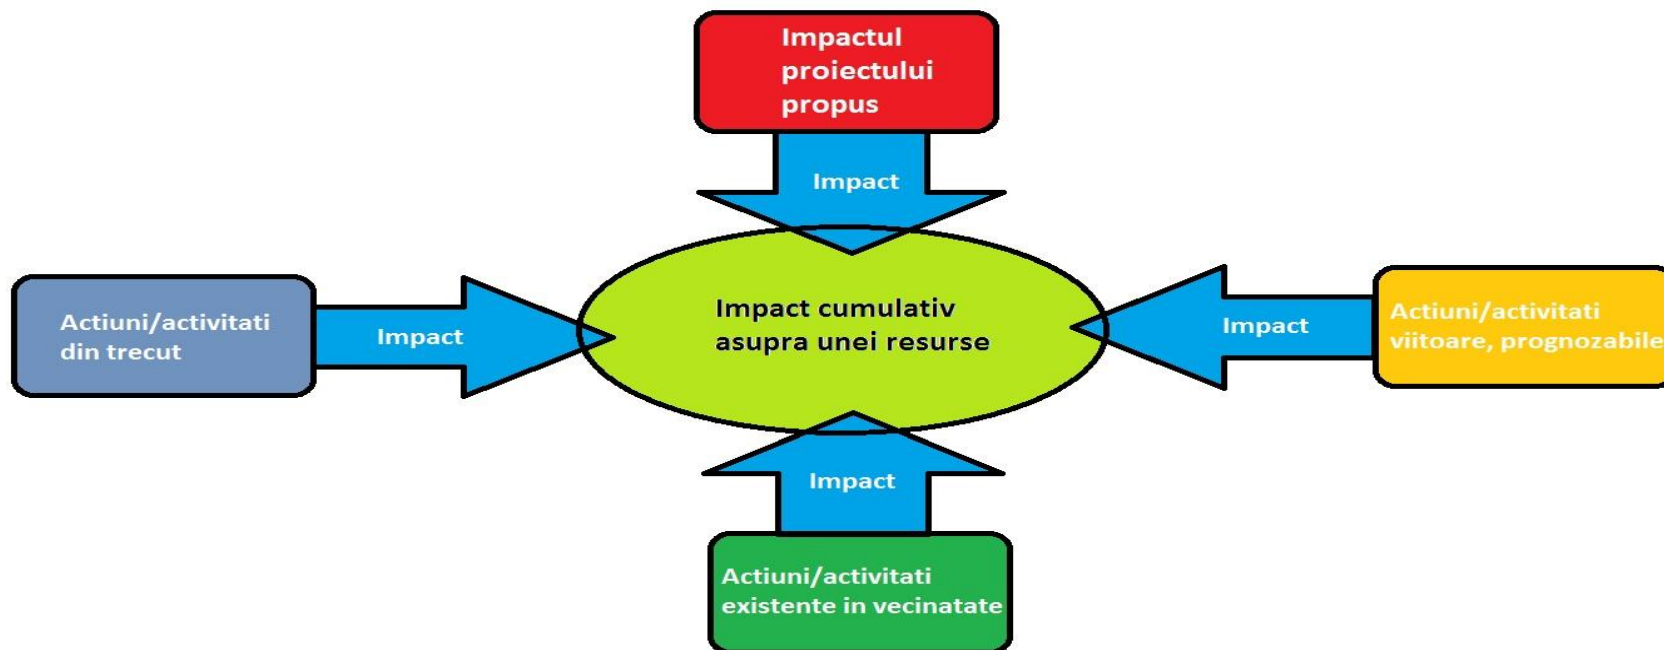 Impactul
proiectului
propus
Impact
Actiuni/activitati
din trecut
Impact
Impact cumulativ
asupra unei resurse
Impact
Actiuni/activitati
viitoare, prognozabile
Impact
Actiuni/activitati
existente in vecinatate